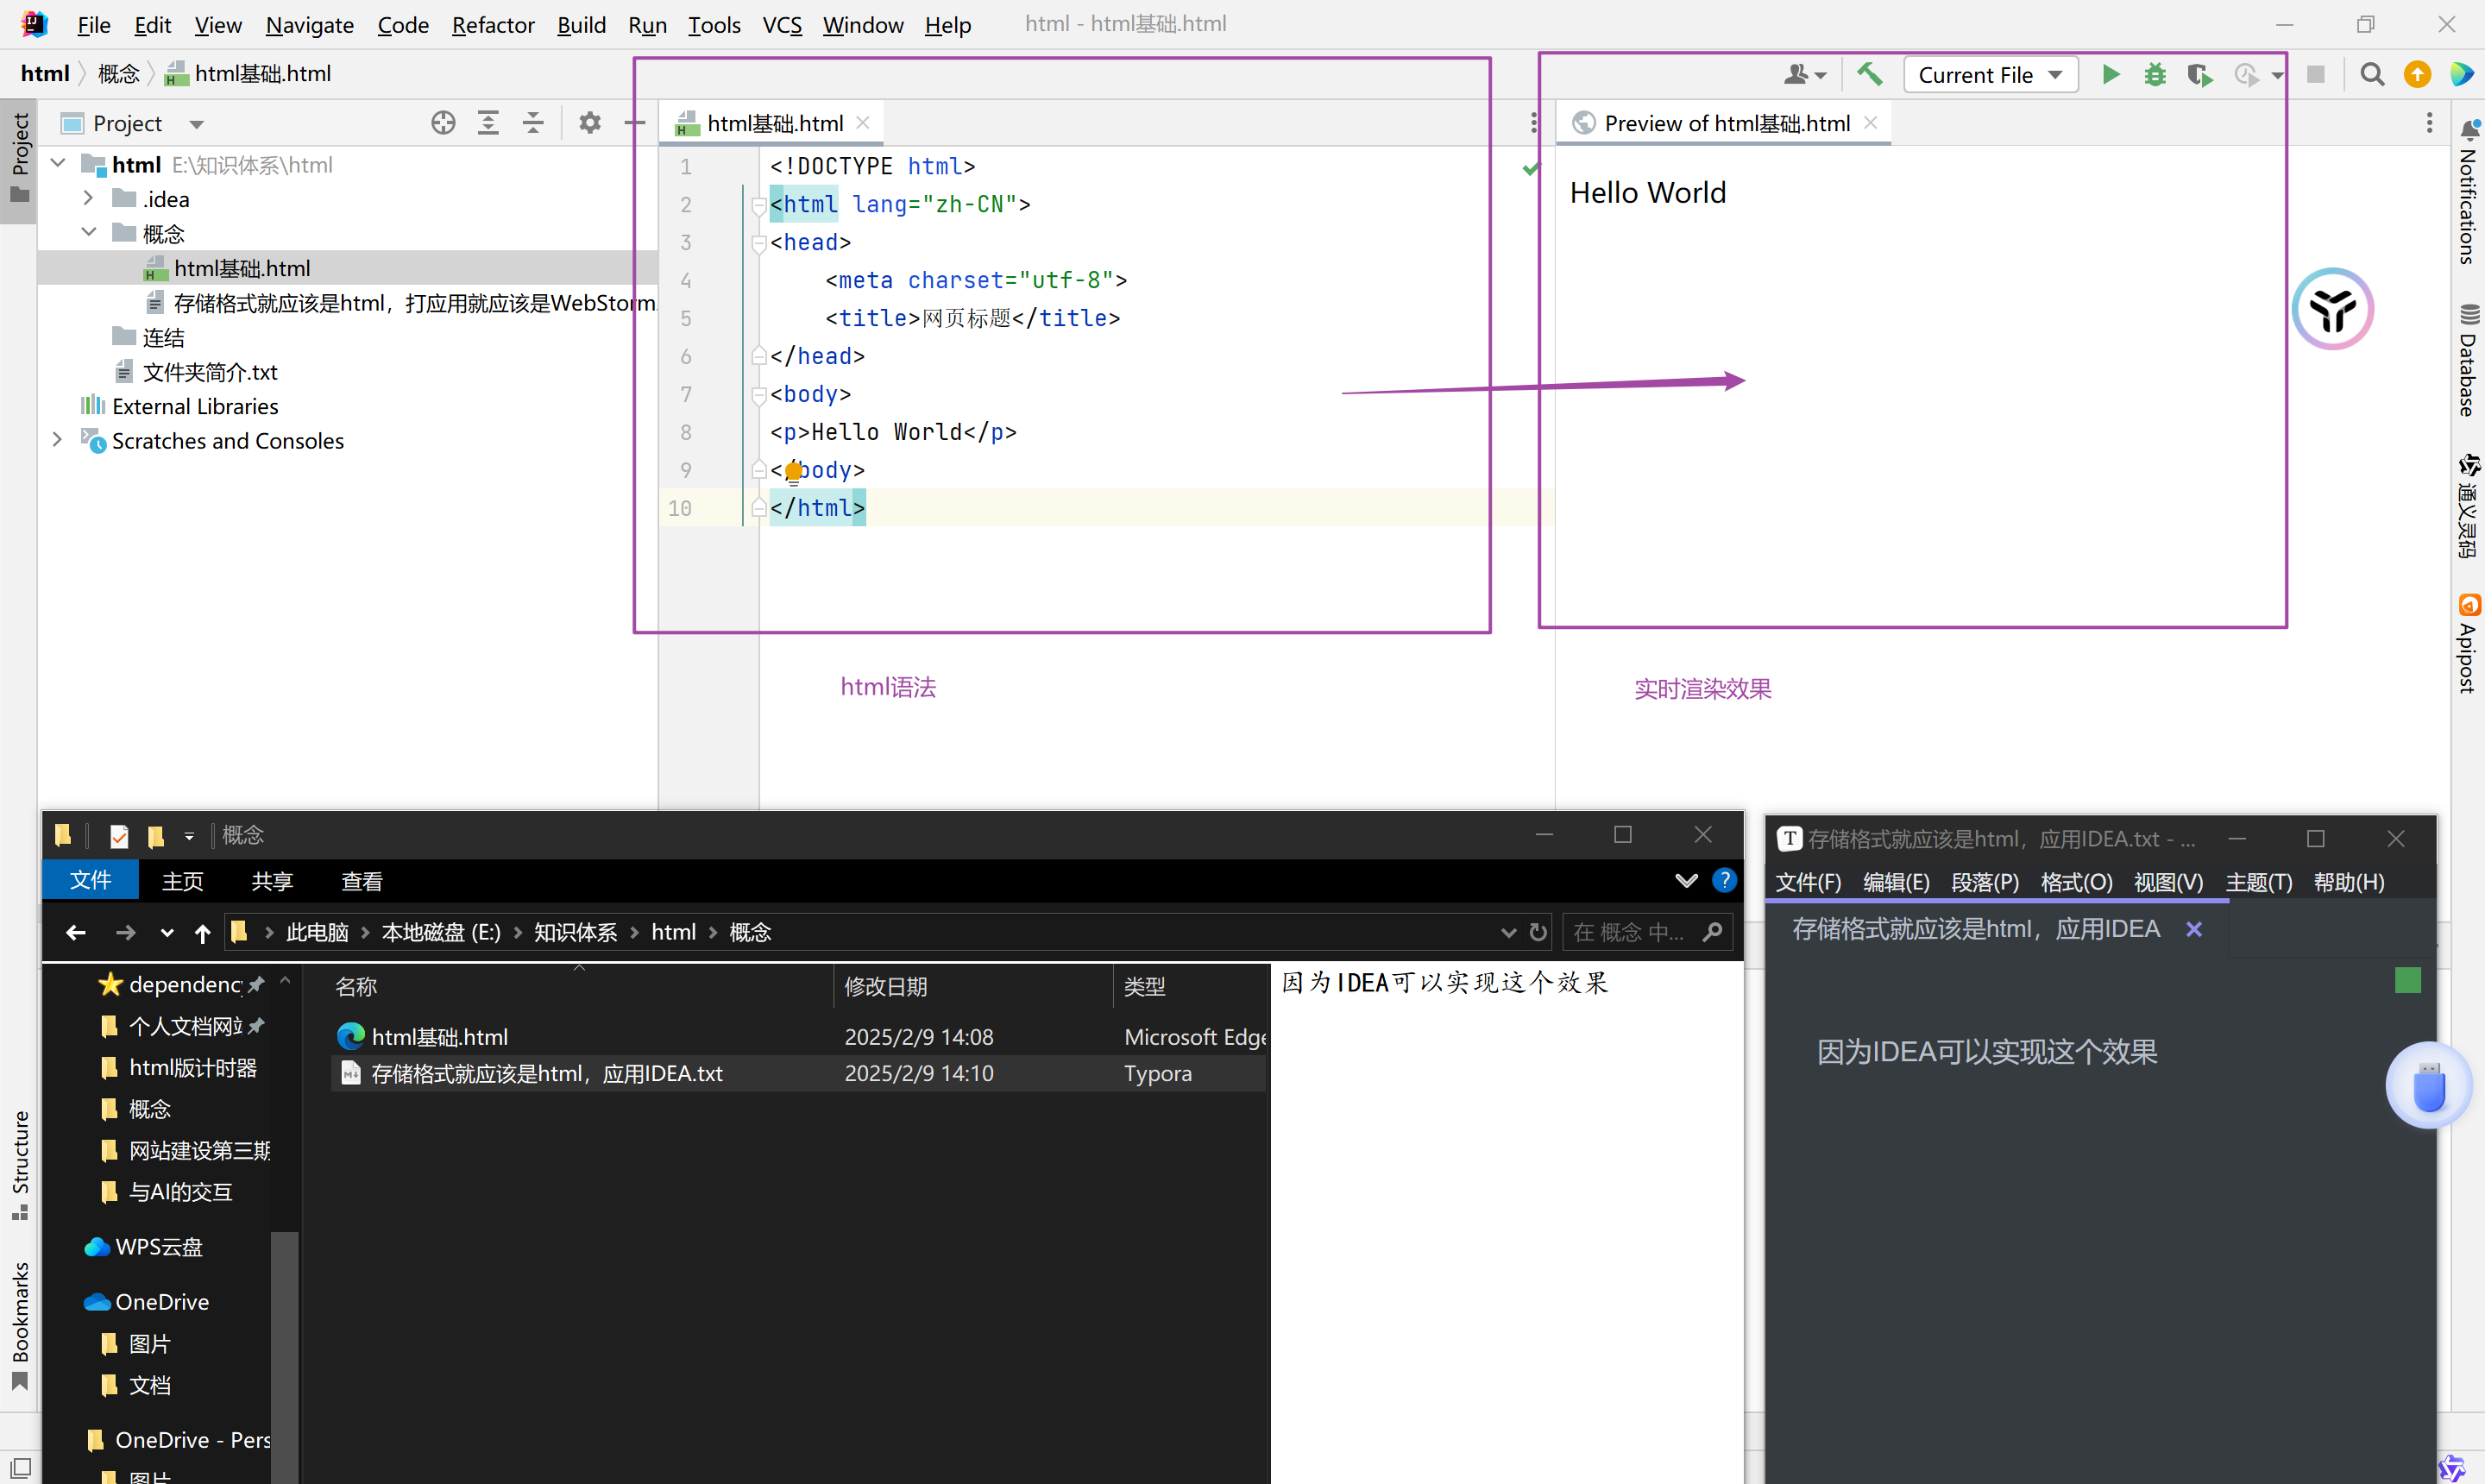 File Edit View Navigate Code Refactor Build Run Tools VCS Window Help html - html基础.html
html 概念 html基础.html
Current File
Project
html E:\知识体系\html
.idea
概念
html基础.html
存储格式就应该是html，打应用就应该是WebStorm
连结
文件夹简介.txt
External Libraries
Scratches and Consoles
Project
Structure
Bookmarks
html基础.html
1 <!DOCTYPE html>
2 <html lang="zh-CN">
3 <head>
4 <meta charset="utf-8">
5 <title>网页标题</title>
6 </head>
7 <body>
8 <p>Hello World</p>
9 </body>
10 </html>
html语法
Preview of html基础.html
Hello World
实时渲染效果
Notifications
Database
通义灵码
Apipost
概念
文件 主页 共享 查看
此电脑 本地磁盘 (E:) 知识体系 html 概念
在 概念 中...
dependency
个人文档网站
html版计时器
概念
网站建设第三期
与AI的交互
WPS云盘
OneDrive
图片
文档
OneDrive - Pers
图片
名称 修改日期 类型
html基础.html 2025/2/9 14:08 Microsoft Edge
存储格式就应该是html，应用IDEA.txt 2025/2/9 14:10 Typora
因为IDEA可以实现这个效果
存储格式就应该是html，应用IDEA.txt - ...
文件(F) 编辑(E) 段落(P) 格式(O) 视图(V) 主题(T) 帮助(H)
存储格式就应该是html，应用IDEA
因为IDEA可以实现这个效果